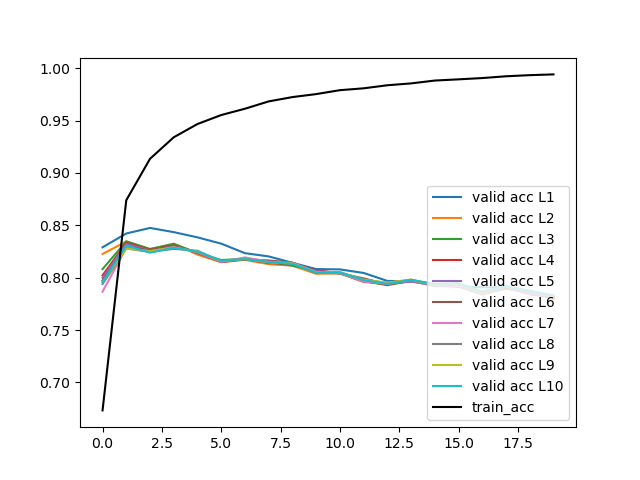 1.00
0.95
0.90
0.85
0.80
0.75
0.70
0.0 2.5 5.0 7.5 10.0 12.5 15.0 17.5
valid acc L1
valid acc L2
valid acc L3
valid acc L4
valid acc L5
valid acc L6
valid acc L7
valid acc L8
valid acc L9
valid acc L10
train_acc